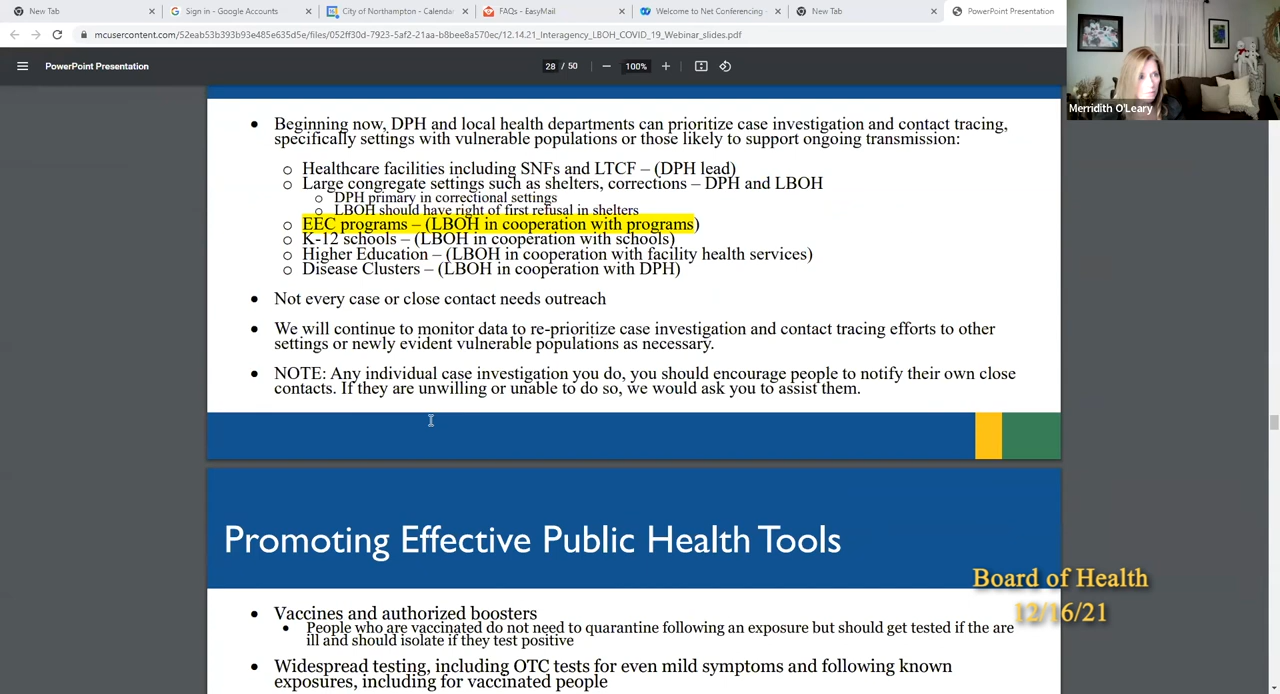 New Tab
Sign in - Google Accounts
City of Northampton - Calendar
FAQs - EasyMail
Welcome to Net Conferencing
New Tab
PowerPoint Presentation
mcusercontent.com/52eab53b393b93e485e635d5e/files/052ff30d-7923-5af2-21aa-b8bee8a570ec/12.14.21_Interagency_LBOH_COVID_19_Webinar_slides.pdf
PowerPoint Presentation
28 / 50
100%
Merridith O'Leary
• Beginning now, DPH and local health departments can prioritize case investigation and contact tracing,
specifically settings with vulnerable populations or those likely to support ongoing transmission:
o Healthcare facilities including SNFs and LTCF – (DPH lead)
o Large congregate settings such as shelters, corrections – DPH and LBOH
o DPH primary in correctional settings
o LBOH should have right of first refusal in shelters
o EEC programs – (LBOH in cooperation with programs)
o K-12 schools – (LBOH in cooperation with schools)
o Higher Education – (LBOH in cooperation with facility health services)
o Disease Clusters – (LBOH in cooperation with DPH)
• Not every case or close contact needs outreach
• We will continue to monitor data to re-prioritize case investigation and contact tracing efforts to other
settings or newly evident vulnerable populations as necessary.
• NOTE: Any individual case investigation you do, you should encourage people to notify their own close
contacts. If they are unwilling or unable to do so, we would ask you to assist them.
Promoting Effective Public Health Tools
Board of Health
12/16/21
• Vaccines and authorized boosters
• People who are vaccinated do not need to quarantine following an exposure but should get tested if the are
ill and should isolate if they test positive
• Widespread testing, including OTC tests for even mild symptoms and following known
exposures, including for vaccinated people